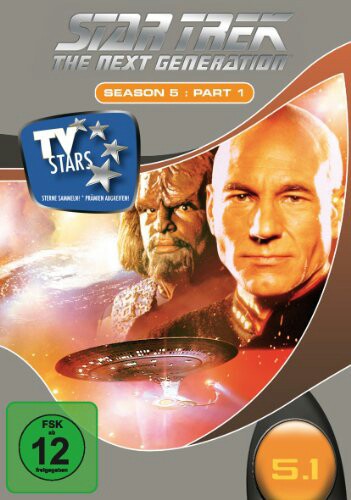 STAR TREK
THE NEXT GENERATION
SEASON 5 : PART 1
TV
STARS
STERNE SAMMELN! * PRÄMIEN ABGREIFEN!
FSK
ab
12
freigegeben
5.1